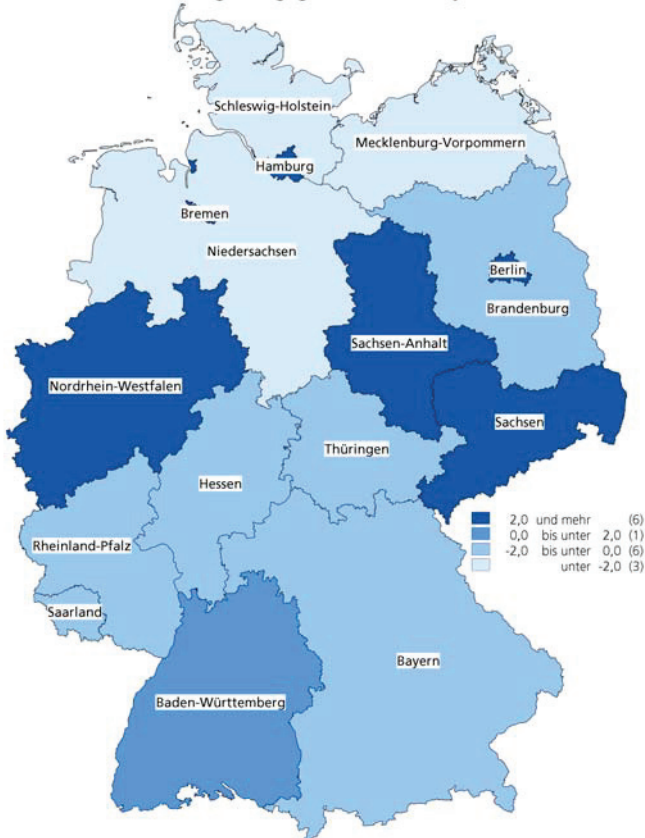 Schleswig-Holstein
Mecklenburg-Vorpommern
Hamburg
Bremen
Niedersachsen
Berlin
Brandenburg
Sachsen-Anhalt
Nordrhein-Westfalen
Sachsen
Thüringen
Hessen
2,0 und mehr (6)
0,0 bis unter 2,0 (1)
-2,0 bis unter 0,0 (6)
unter -2,0 (3)
Rheinland-Pfalz
Saarland
Bayern
Baden-Württemberg